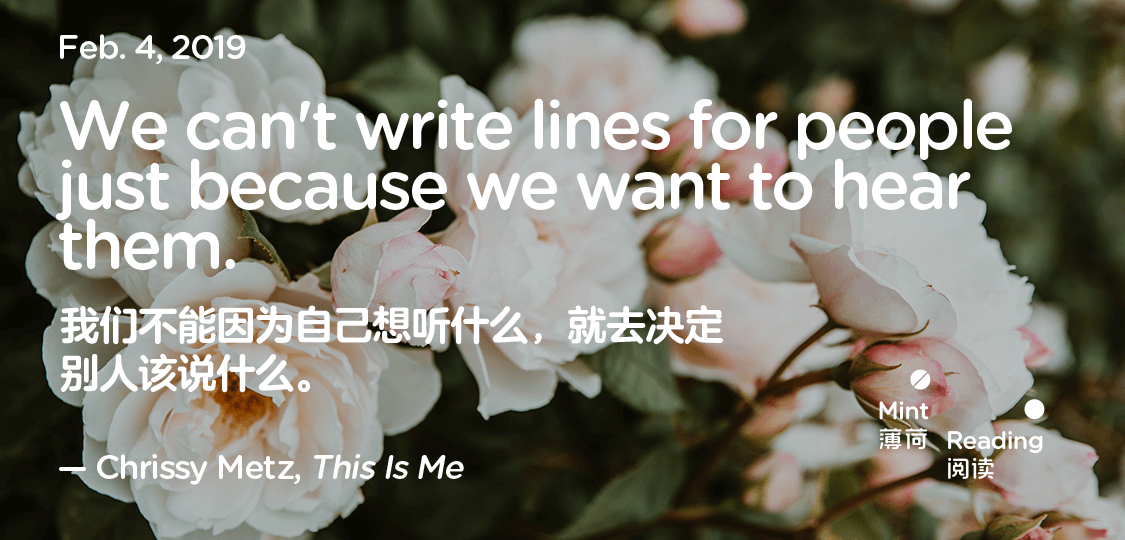 Feb. 4, 2019
We can't write lines for people
just because we want to hear
them.
我们不能因为自己想听什么，就去决定
别人该说什么。
— Chrissy Metz, This Is Me
Mint
薄荷
Reading
阅读